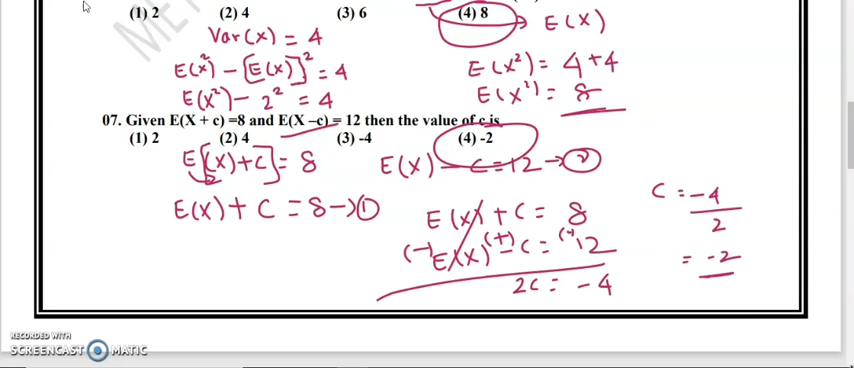 (1) 2 (2) 4 (3) 6 (4) 8
→ E(X)
Var(x) = 4
E(x²) - [E(x)]² = 4
E(x²) - 2² = 4
E(x²) = 4+4
E(x²) = 8
07. Given E(X + c) =8 and E(X –c) = 12 then the value of c is
(1) 2 (2) 4 (3) -4 (4) -2
E[(x)+c] = 8
E(x) + c = 8 → ①
E(x) - c = 12 → ②
E(x) + c = 8
(-) E(x) (+) - c = (-) 12
2c = -4
c = -4
2
= -2
RECORDED WITH
SCREENCAST MATIC